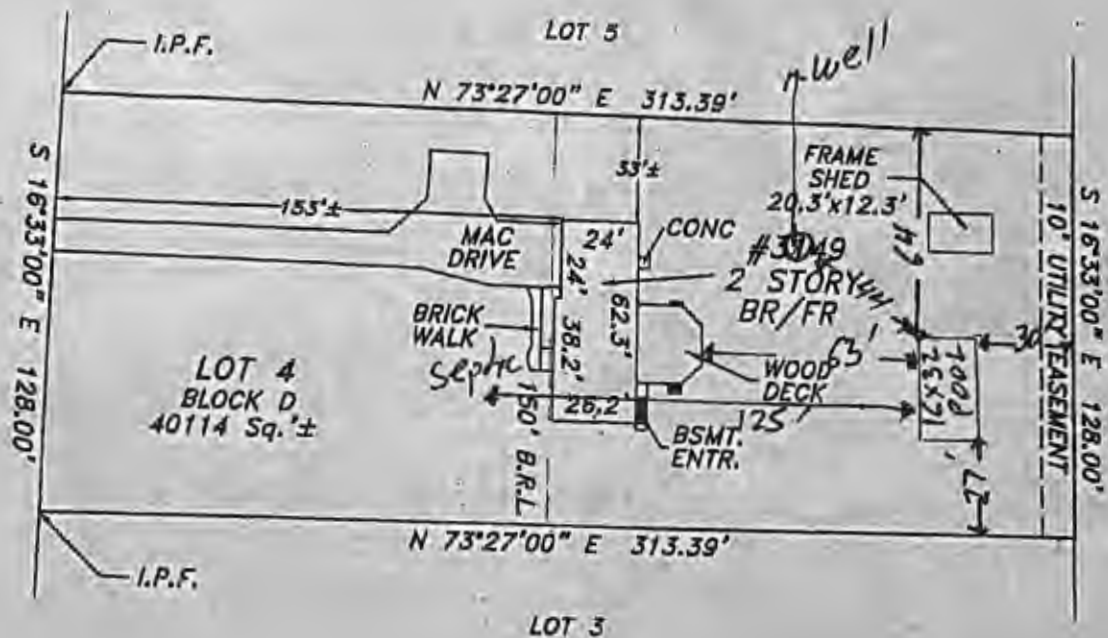 LOT 5
I.P.F.
well
N 73°27'00" E 313.39'
S 16°33'00" E 128.00'
153'±
33'±
FRAME
SHED
20.3'x12.3'
64
10' UTILITY EASEMENT
S 16°33'00" E 128.00'
MAC
DRIVE
24'
24'
CONC
2 STORY
BR/FR
44
BRICK
WALK
38.2'
62.3'
septic
WOOD
DECK
63'
30
POOL
LOT 4
BLOCK D
40114 Sq.'±
150' B.R.L
26.2'
125'
BSMT.
ENTR.
27'
N 73°27'00" E 313.39'
I.P.F.
LOT 3